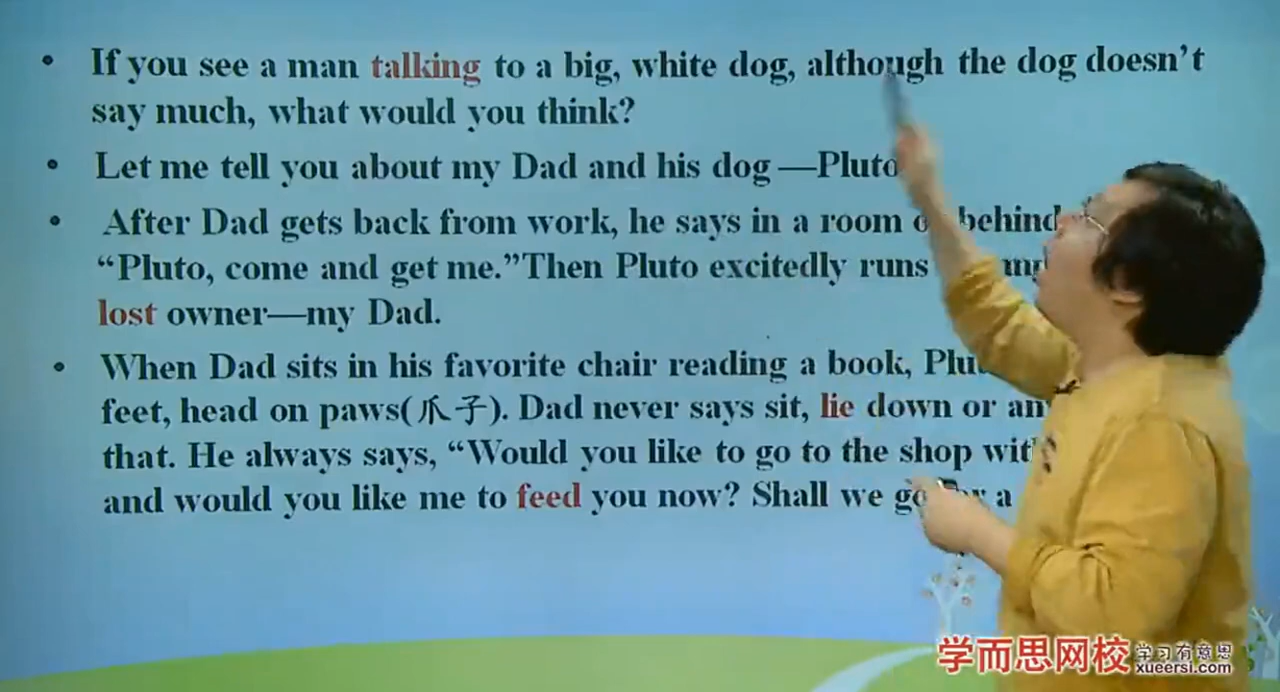 If you see a man talking to a big, white dog, although the dog doesn't
say much, what would you think?
Let me tell you about my Dad and his dog —Pluto
After Dad gets back from work, he says in a room behind
“Pluto, come and get me.”Then Pluto excitedly runs
lost owner—my Dad.
When Dad sits in his favorite chair reading a book,
feet, head on paws(爪子). Dad never says sit, lie down or
that. He always says, “Would you like to go to the shop
and would you like me to feed you now? Shall we a
学而思网校 学习有意思
xueersi.com